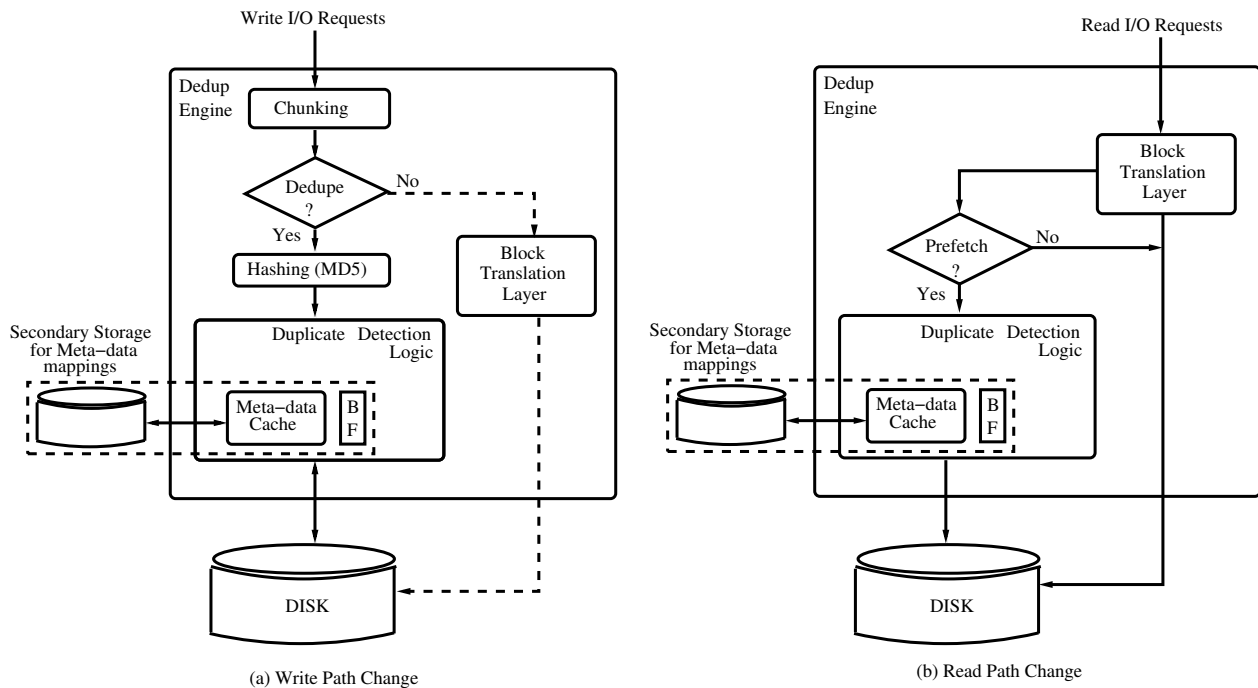 Write I/O Requests
Dedup
Engine
Chunking
Dedupe
?
No
Yes
Hashing (MD5)
Block
Translation
Layer
Duplicate Detection
Logic
Secondary Storage
for Meta−data
mappings
Meta−data
Cache
B
F
DISK
(a) Write Path Change
Read I/O Requests
Dedup
Engine
Block
Translation
Layer
Prefetch
?
No
Yes
Duplicate Detection
Logic
Secondary Storage
for Meta−data
mappings
Meta−data
Cache
B
F
DISK
(b) Read Path Change